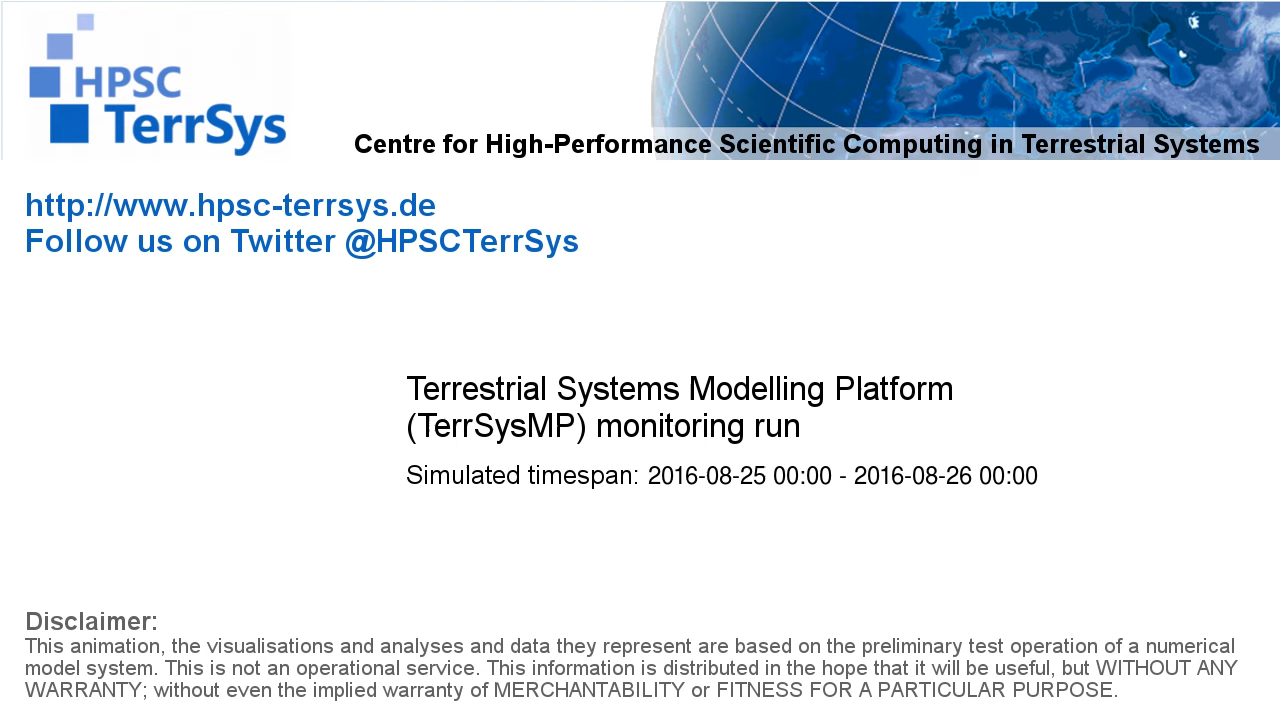 HPSC
TerrSys
Centre for High-Performance Scientific Computing in Terrestrial Systems
http://www.hpsc-terrsys.de
Follow us on Twitter @HPSCTerrSys
Terrestrial Systems Modelling Platform
(TerrSysMP) monitoring run
Simulated timespan: 2016-08-25 00:00 - 2016-08-26 00:00
Disclaimer:
This animation, the visualisations and analyses and data they represent are based on the preliminary test operation of a numerical
model system. This is not an operational service. This information is distributed in the hope that it will be useful, but WITHOUT ANY
WARRANTY; without even the implied warranty of MERCHANTABILITY or FITNESS FOR A PARTICULAR PURPOSE.